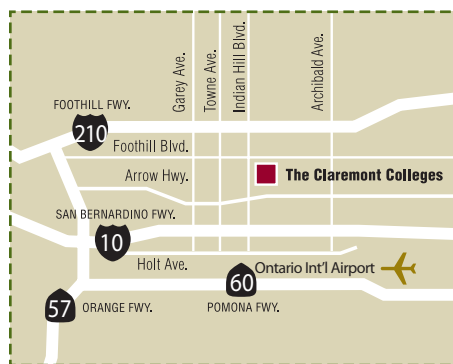 Garey Ave.
Towne Ave.
Indian Hill Blvd.
Archibald Ave.
FOOTHILL FWY.
210
Foothill Blvd.
Arrow Hwy.
The Claremont Colleges
SAN BERNARDINO FWY.
10
Holt Ave.
Ontario Int'l Airport
60
57
ORANGE FWY.
POMONA FWY.